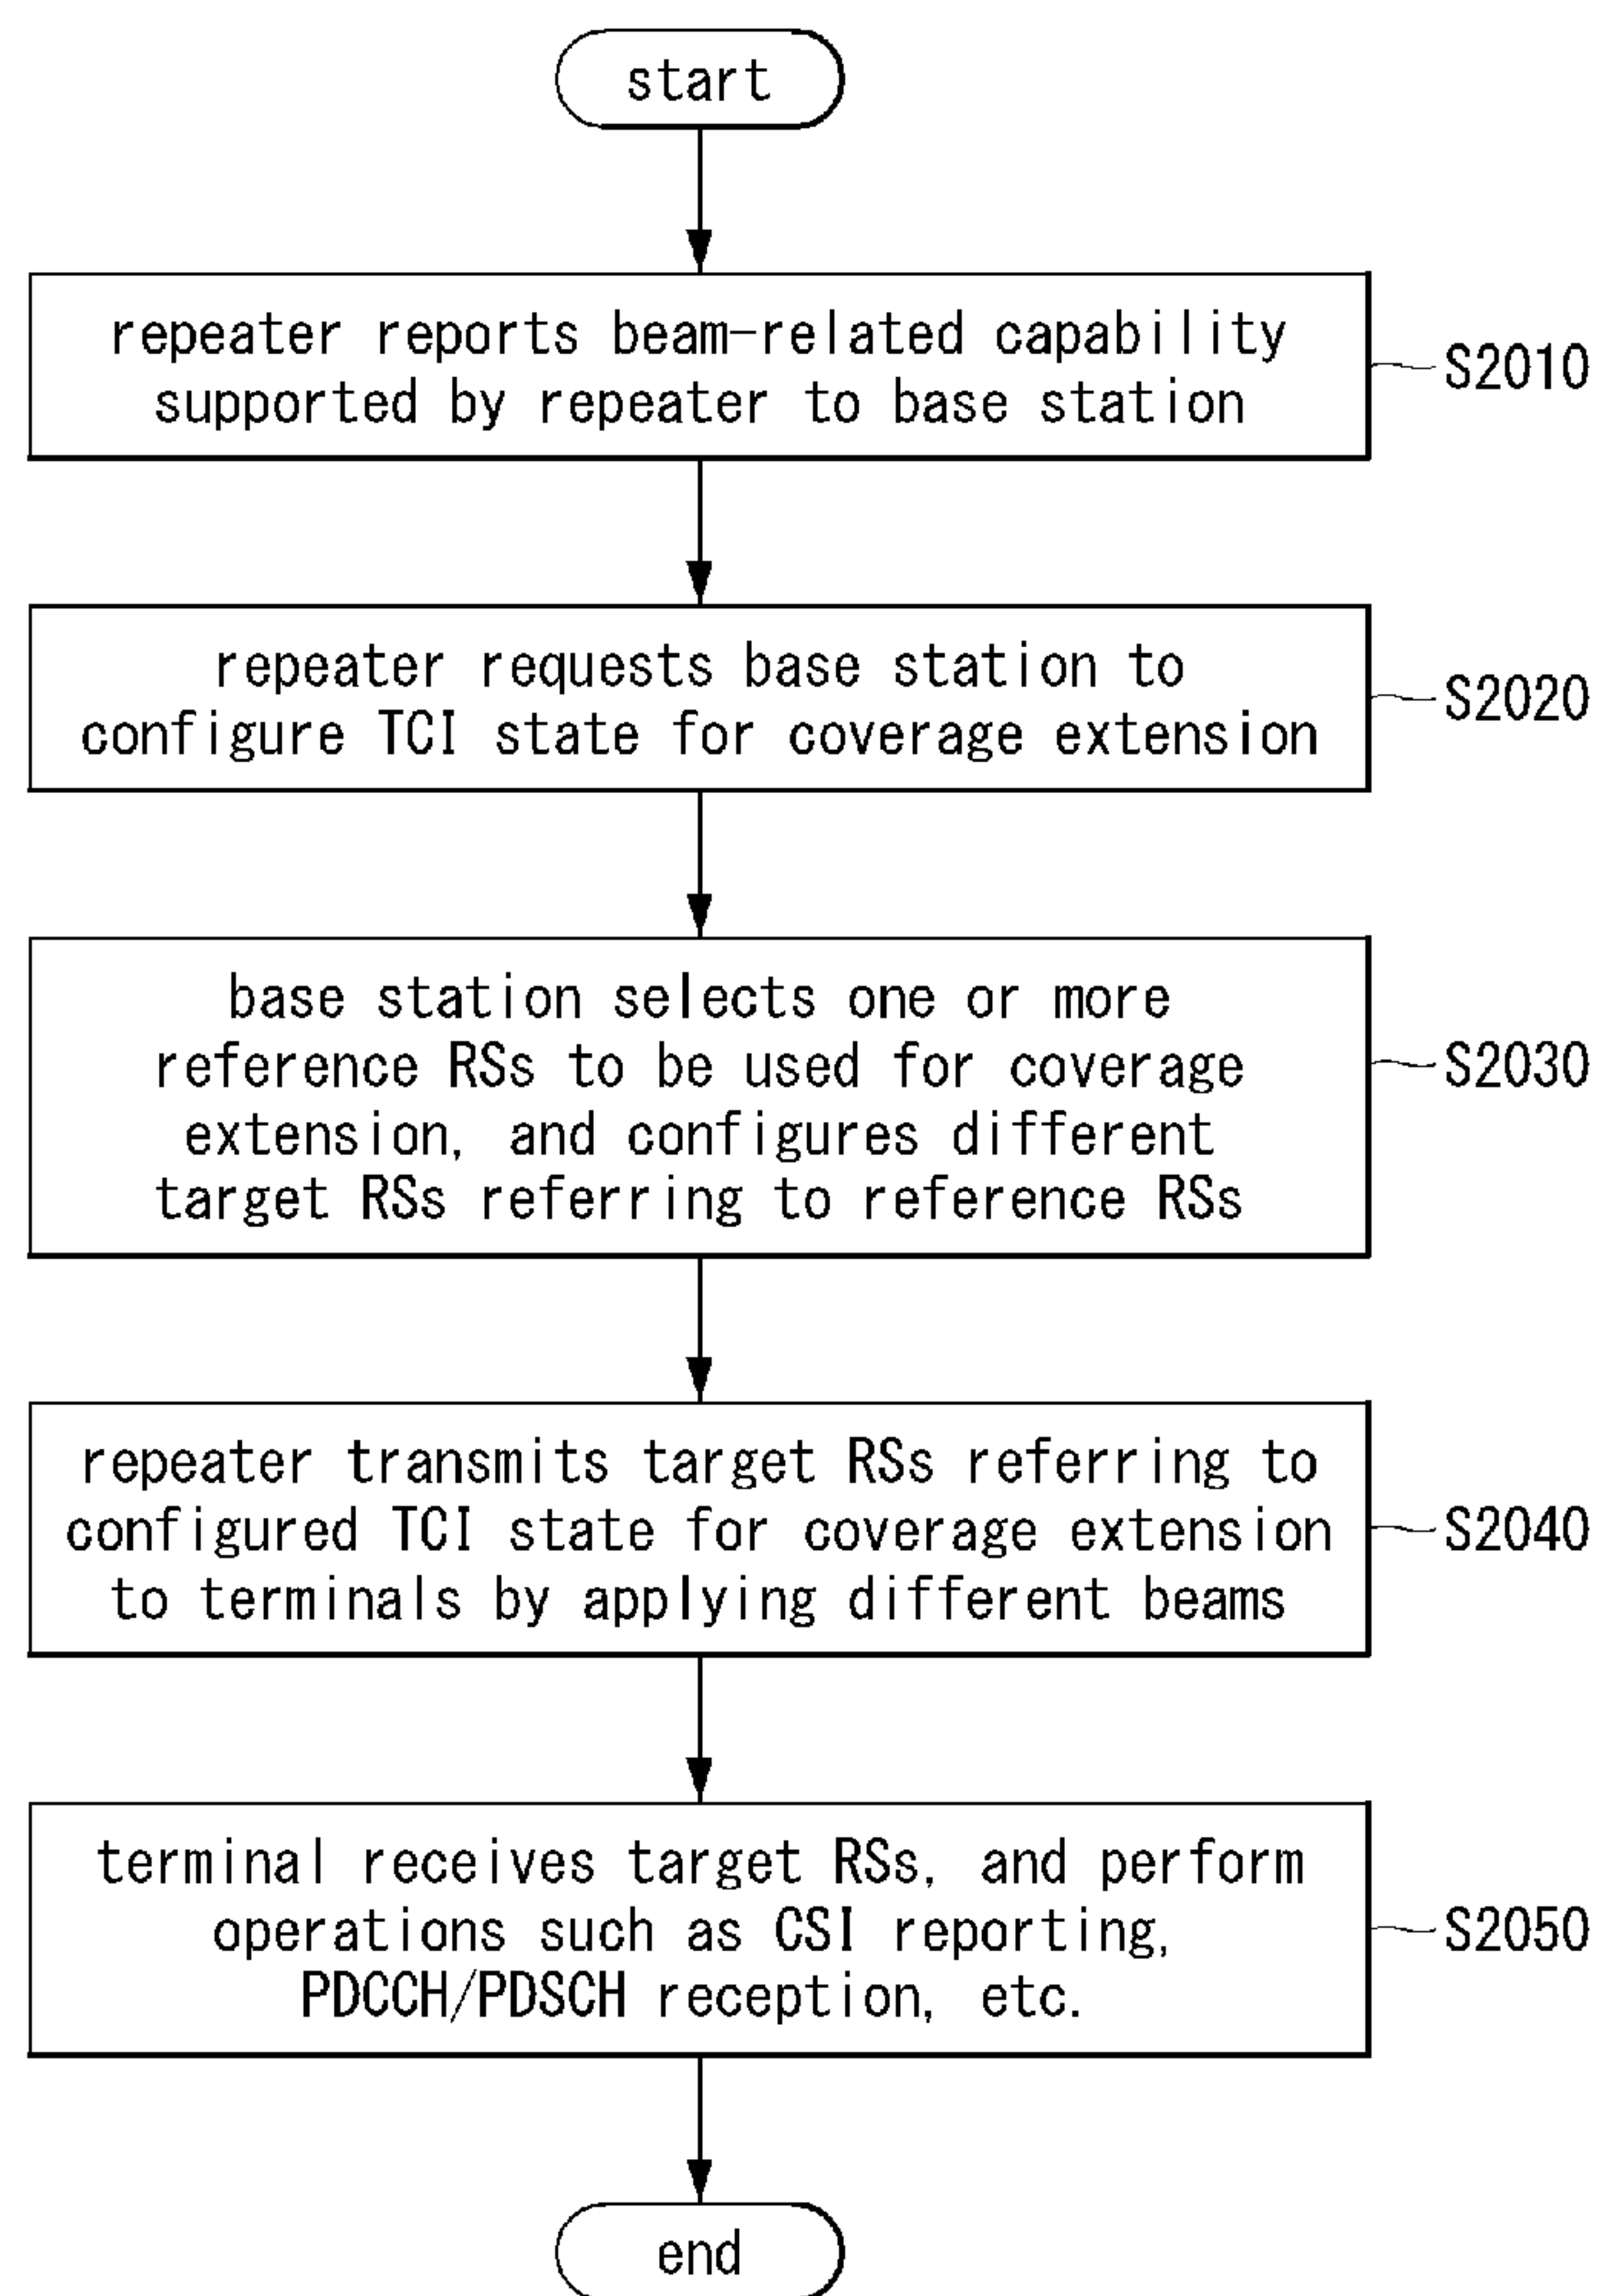 start
repeater reports beam-related capability
supported by repeater to base station
S2010
repeater requests base station to
configure TCI state for coverage extension
S2020
base station selects one or more
reference RSs to be used for coverage
extension, and configures different
target RSs referring to reference RSs
S2030
repeater transmits target RSs referring to
configured TCI state for coverage extension
to terminals by applying different beams
S2040
terminal receives target RSs, and perform
operations such as CSI reporting,
PDCCH/PDSCH reception, etc.
S2050
end